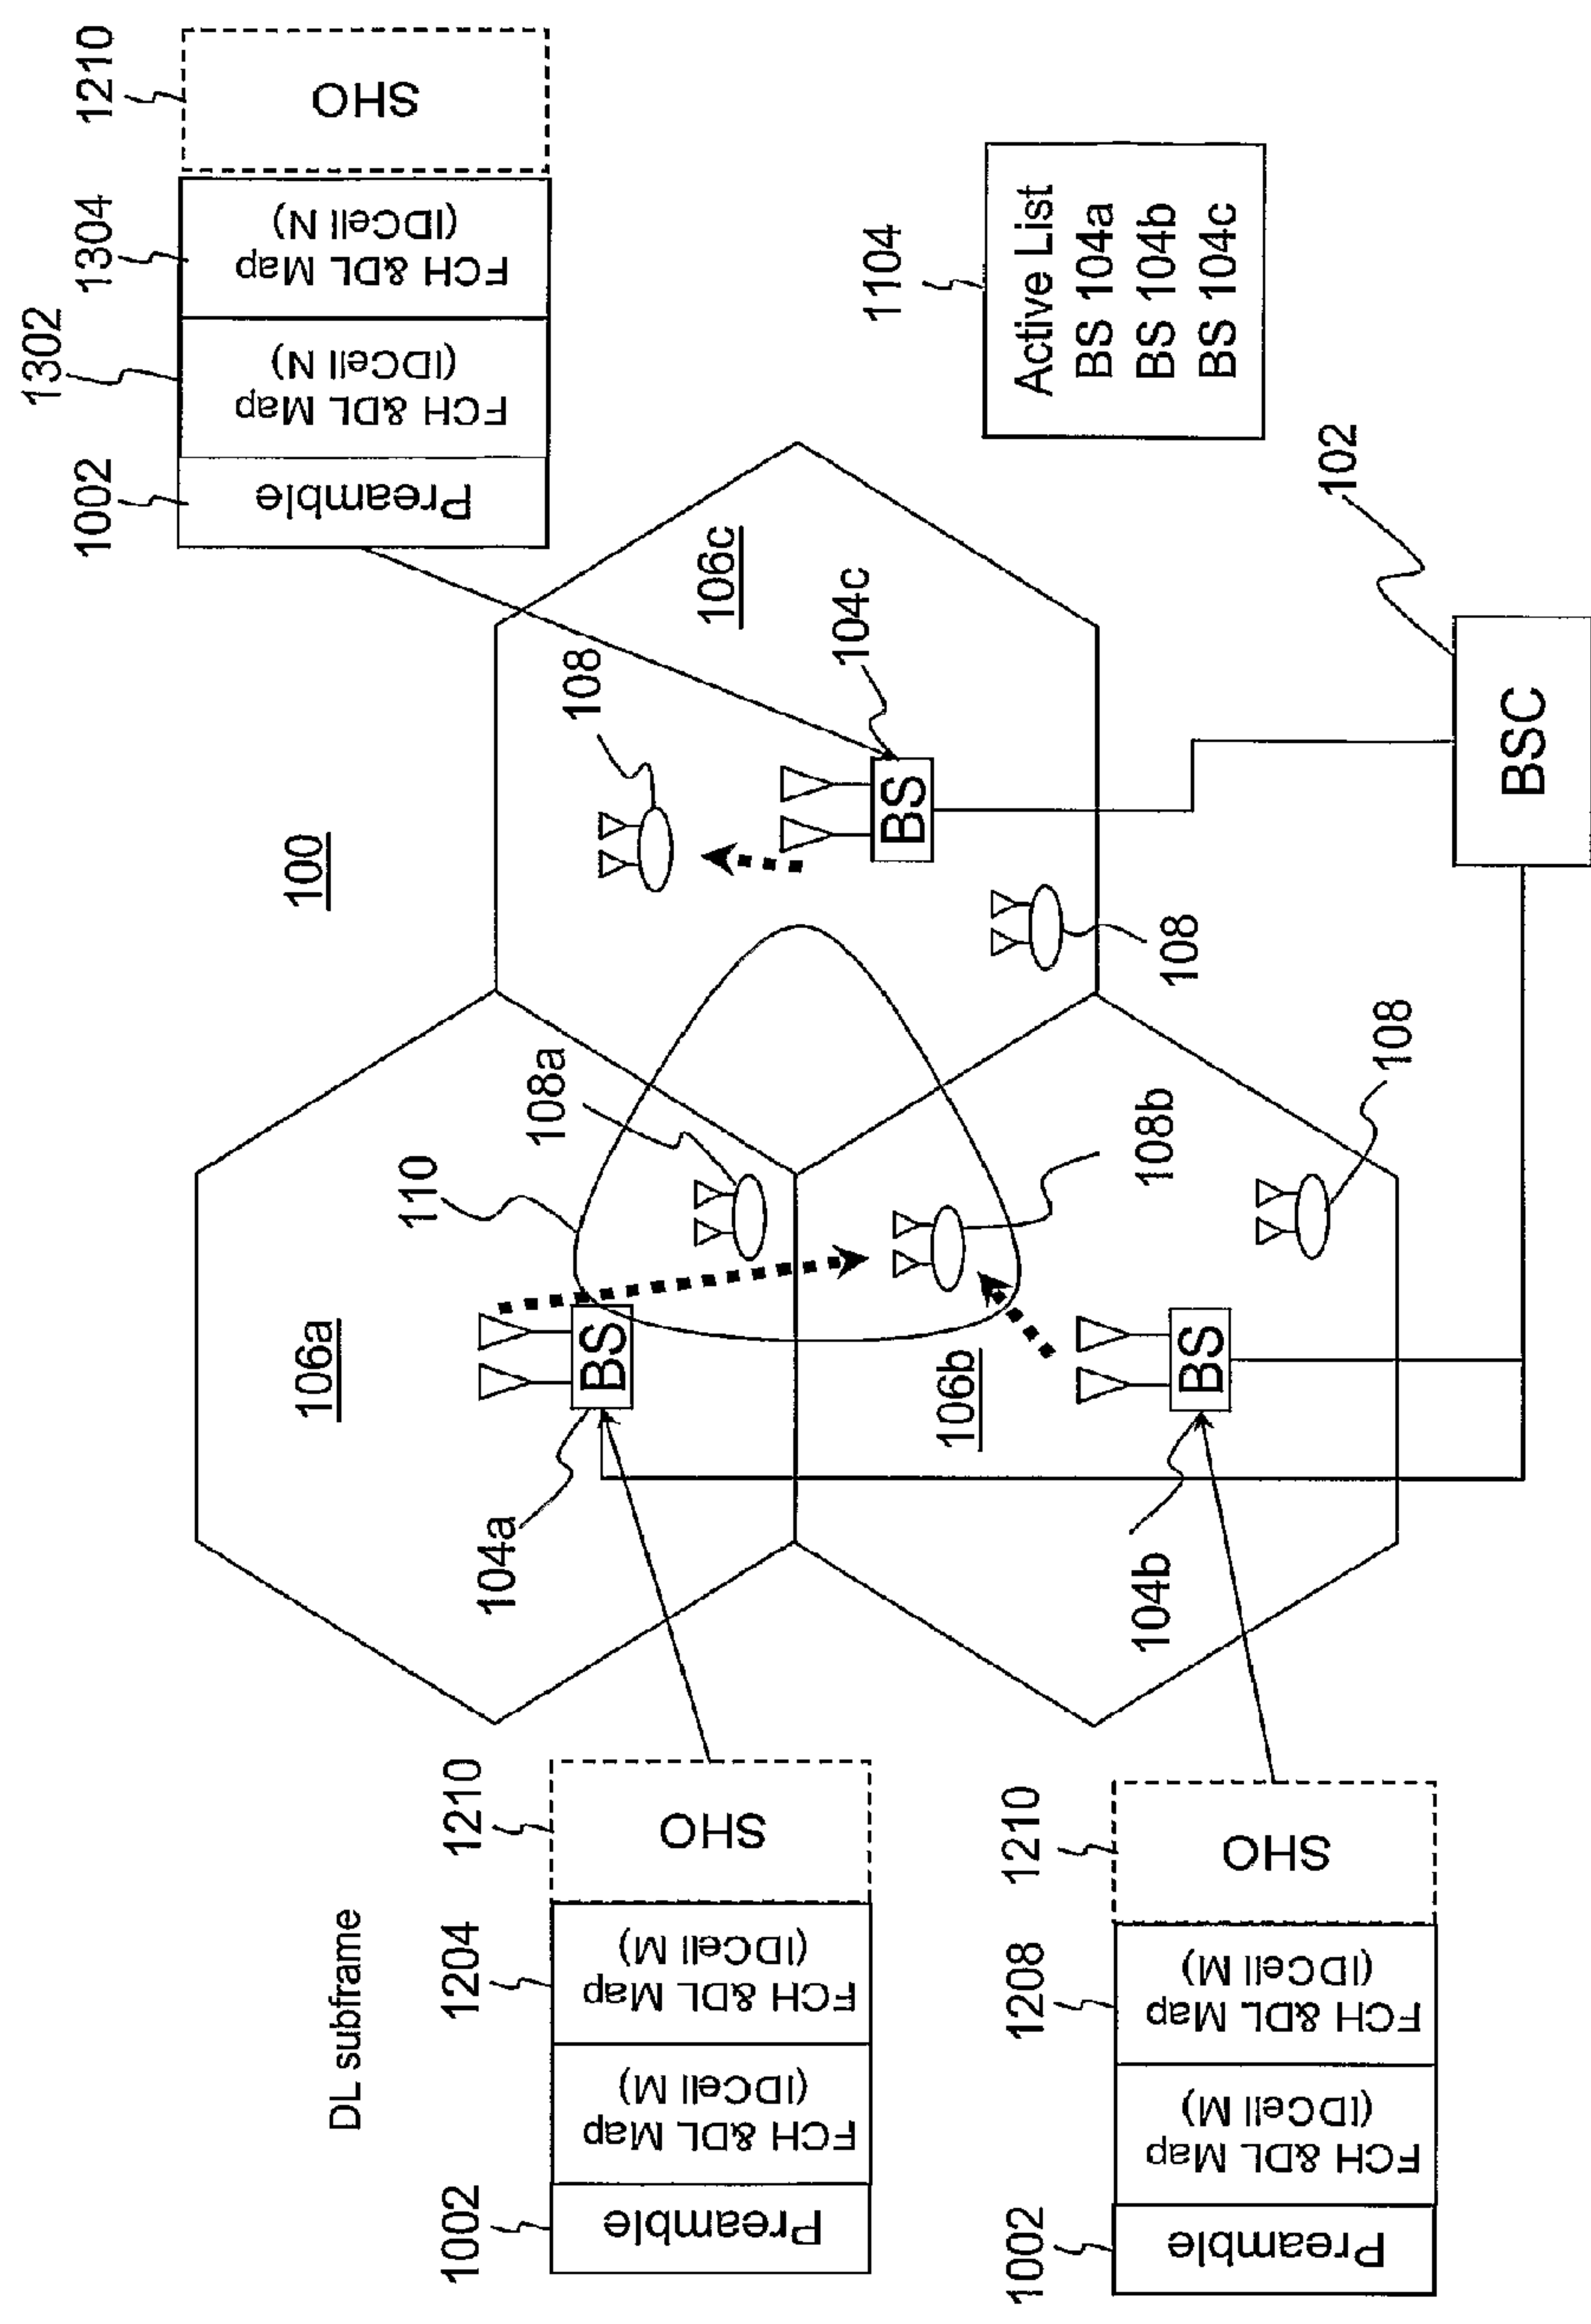 1302
1002
1304
1210
Preamble
FCH &DL Map
(IDCell N)
FCH &DL Map
(IDCell N)
SHO
DL subframe
106a
100
1002
1204
1210
Preamble
FCH &DL Map
(IDCell M)
FCH &DL Map
(IDCell M)
SHO
104a
BS
110
108a
108
106c
104c
BS
1104
Active List
BS 104a
BS 104b
BS 104c
1002
1208
1210
Preamble
FCH &DL Map
(IDCell M)
FCH &DL Map
(IDCell M)
SHO
106b
104b
BS
108b
108
108
102
BSC